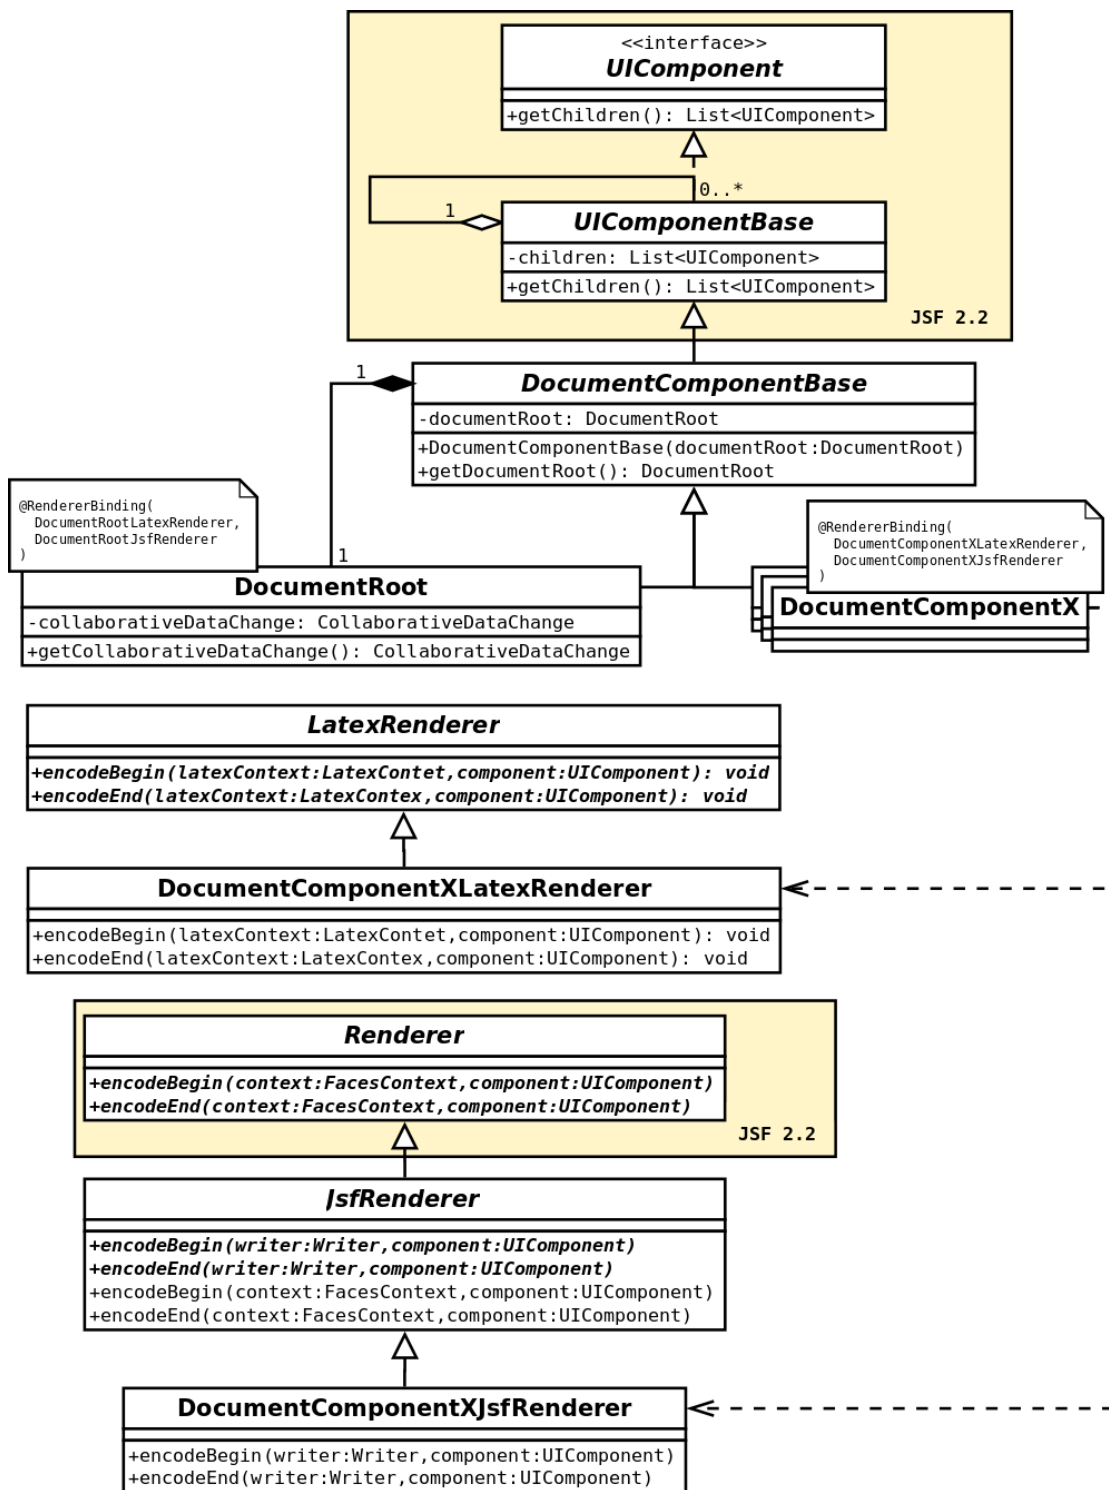 <<interface>>
UIComponent
+getChildren(): List<UIComponent>
0..*
1
UIComponentBase
-children: List<UIComponent>
+getChildren(): List<UIComponent>
JSF 2.2
1
DocumentComponentBase
-documentRoot: DocumentRoot
+DocumentComponentBase(documentRoot:DocumentRoot)
+getDocumentRoot(): DocumentRoot
@RendererBinding(
DocumentRootLatexRenderer,
DocumentRootJsfRenderer
)
1
DocumentRoot
-collaborativeDataChange: CollaborativeDataChange
+getCollaborativeDataChange(): CollaborativeDataChange
@RendererBinding(
DocumentComponentXLatexRenderer,
DocumentComponentXJsfRenderer
)
DocumentComponentX
LatexRenderer
+encodeBegin(latexContext:LatexContet,component:UIComponent): void
+encodeEnd(latexContext:LatexContex,component:UIComponent): void
DocumentComponentXLatexRenderer
+encodeBegin(latexContext:LatexContet,component:UIComponent): void
+encodeEnd(latexContext:LatexContex,component:UIComponent): void
Renderer
+encodeBegin(context:FacesContext,component:UIComponent)
+encodeEnd(context:FacesContext,component:UIComponent)
JSF 2.2
JsfRenderer
+encodeBegin(writer:Writer,component:UIComponent)
+encodeEnd(writer:Writer,component:UIComponent)
+encodeBegin(context:FacesContext,component:UIComponent)
+encodeEnd(context:FacesContext,component:UIComponent)
DocumentComponentXJsfRenderer
+encodeBegin(writer:Writer,component:UIComponent)
+encodeEnd(writer:Writer,component:UIComponent)